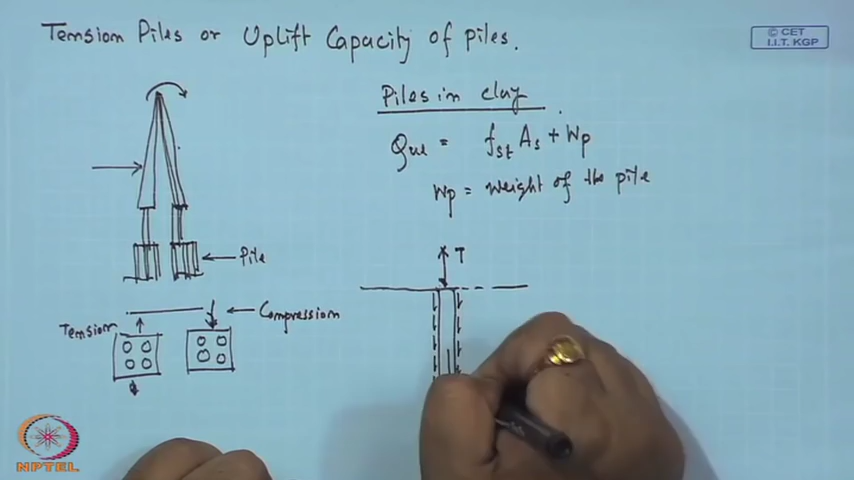 Tension Piles or Uplift Capacity of piles.
© CET
I.I.T. KGP
Piles in clay
Que = fst As + Wp
Wp = weight of the pile
Pile
T
Tension
Compression
NPTEL